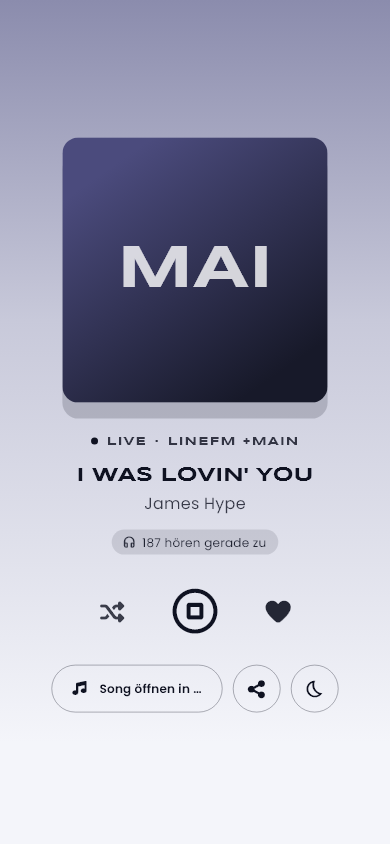 MAI
LIVE · LINEFM +MAIN
I WAS LOVIN' YOU
James Hype
187 hören gerade zu
Song öffnen in ...